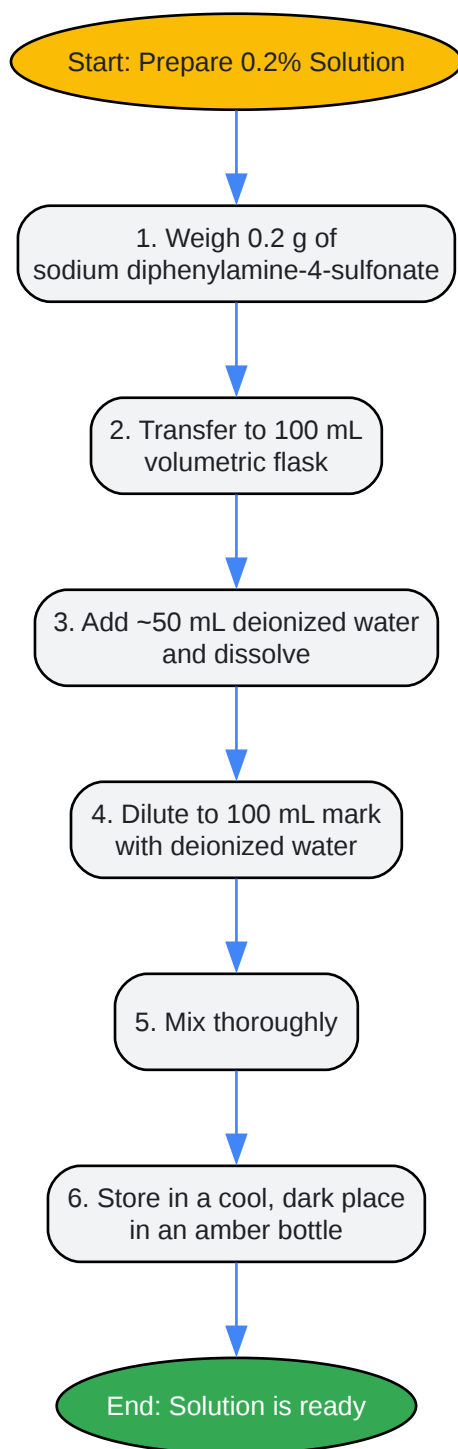 Start: Prepare 0.2% Solution
1. Weigh 0.2 g of
sodium diphenylamine-4-sulfonate
2. Transfer to 100 mL
volumetric flask
3. Add ~50 mL deionized water
and dissolve
4. Dilute to 100 mL mark
with deionized water
5. Mix thoroughly
6. Store in a cool, dark place
in an amber bottle
End: Solution is ready